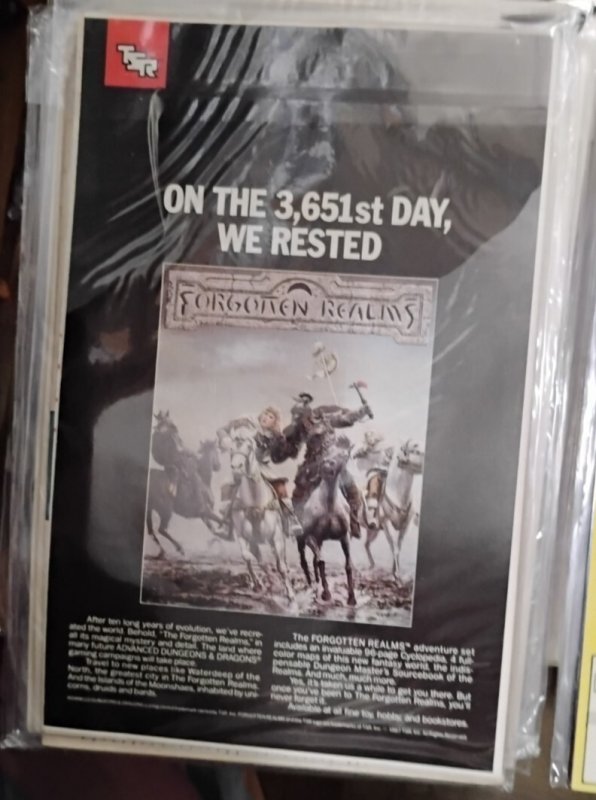 TSR
ON THE 3,651st DAY,
WE RESTED
FORGOTTEN REALMS
After ten long years of evolution, we've recre-
ated the world. Behold, "The Forgotten Realms," in
all its magical mystery and detail. The land where
many future ADVANCED DUNGEONS & DRAGONS®
gaming campaigns will take place.
Travel to new places like Waterdeep of the
North, the greatest city in The Forgotten Realms.
And the islands of the Moonshaes, inhabited by uni-
corns, druids and bards.
The FORGOTTEN REALMS™ adventure set
includes an invaluable 96-page Cyclopedia, 4 full-
color maps of this new fantasy world, the indis-
pensable Dungeon Master's Sourcebook of the
Realms. And much, much more.
Yes, it's taken us a while to get you there. But
once you've been to The Forgotten Realms, you'll
never forget it.
Available at all fine toy, hobby, and bookstores.